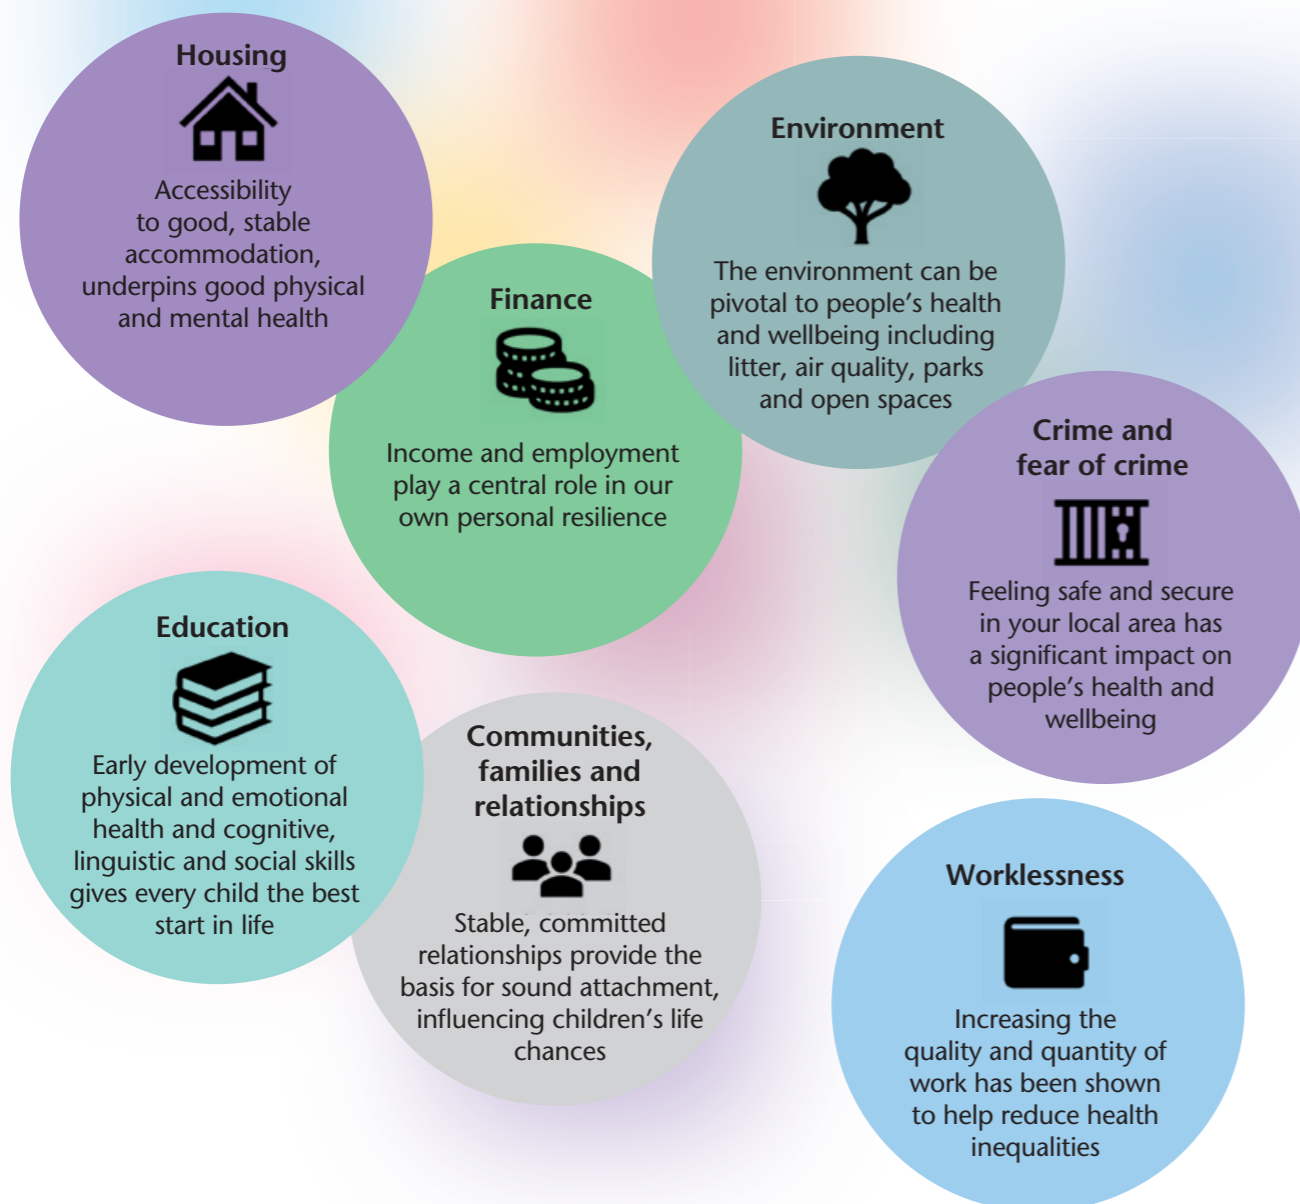 Housing
Accessibility
to good, stable
accommodation,
underpins good physical
and mental health
Environment
The environment can be
pivotal to people’s health
and wellbeing including
litter, air quality, parks
and open spaces
Finance
Income and employment
play a central role in our
own personal resilience
Crime and
fear of crime
Feeling safe and secure
in your local area has
a significant impact on
people’s health and
wellbeing
Education
Early development of
physical and emotional
health and cognitive,
linguistic and social skills
gives every child the best
start in life
Communities,
families and
relationships
Stable, committed
relationships provide the
basis for sound attachment,
influencing children’s life
chances
Worklessness
Increasing the
quality and quantity of
work has been shown
to help reduce health
inequalities